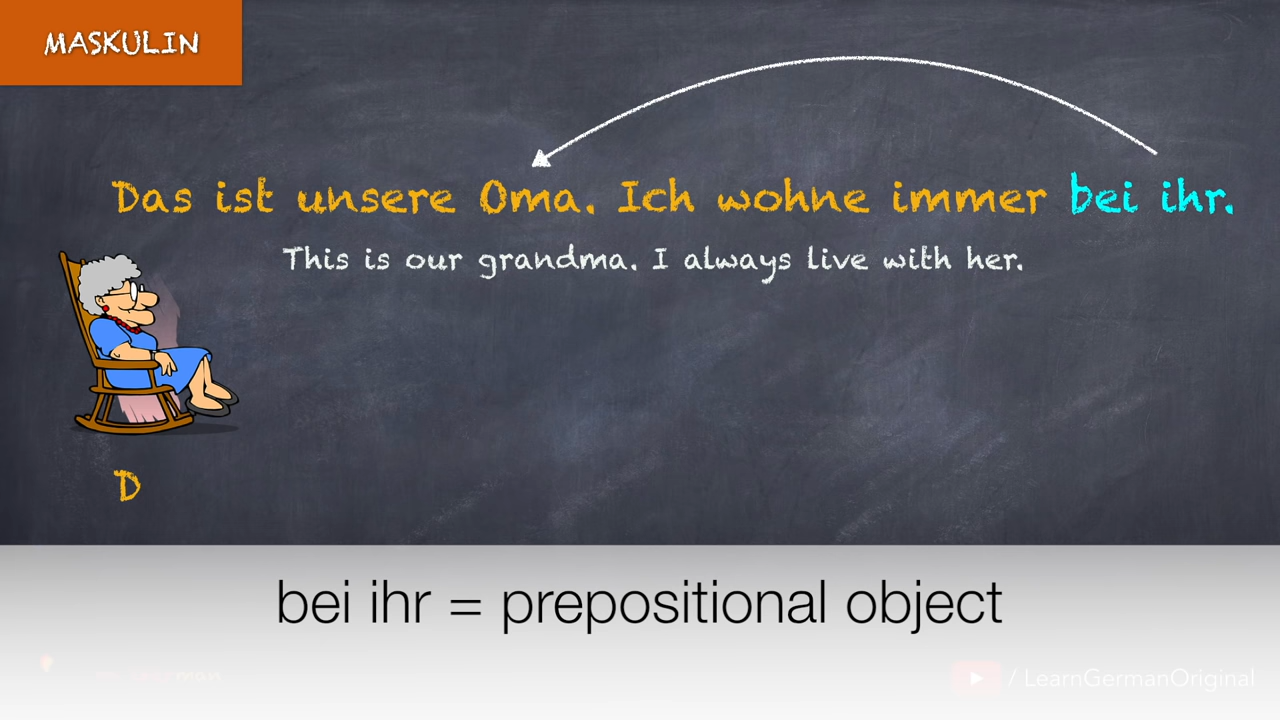 MASKULIN
Das ist unsere Oma. Ich wohne immer bei ihr.
This is our grandma. I always live with her.
D
bei ihr = prepositional object
/ LearnGermanOriginal